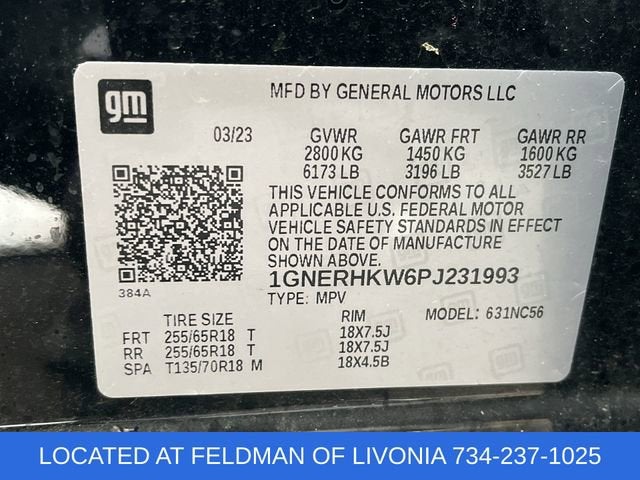 gm
MFD BY GENERAL MOTORS LLC
03/23 GVWR GAWR FRT GAWR RR
2800 KG 1450 KG 1600 KG
6173 LB 3196 LB 3527 LB
THIS VEHICLE CONFORMS TO ALL
APPLICABLE U.S. FEDERAL MOTOR
VEHICLE SAFETY STANDARDS IN EFFECT
ON THE DATE OF MANUFACTURE
SHOWN ABOVE.
1GNERHKW6PJ231993
384A
TYPE: MPV MODEL: 631NC56
TIRE SIZE RIM
FRT 255/65R18 T 18X7.5J
RR 255/65R18 T 18X7.5J
SPA T135/70R18 M 18X4.5B
LOCATED AT FELDMAN OF LIVONIA 734-237-1025